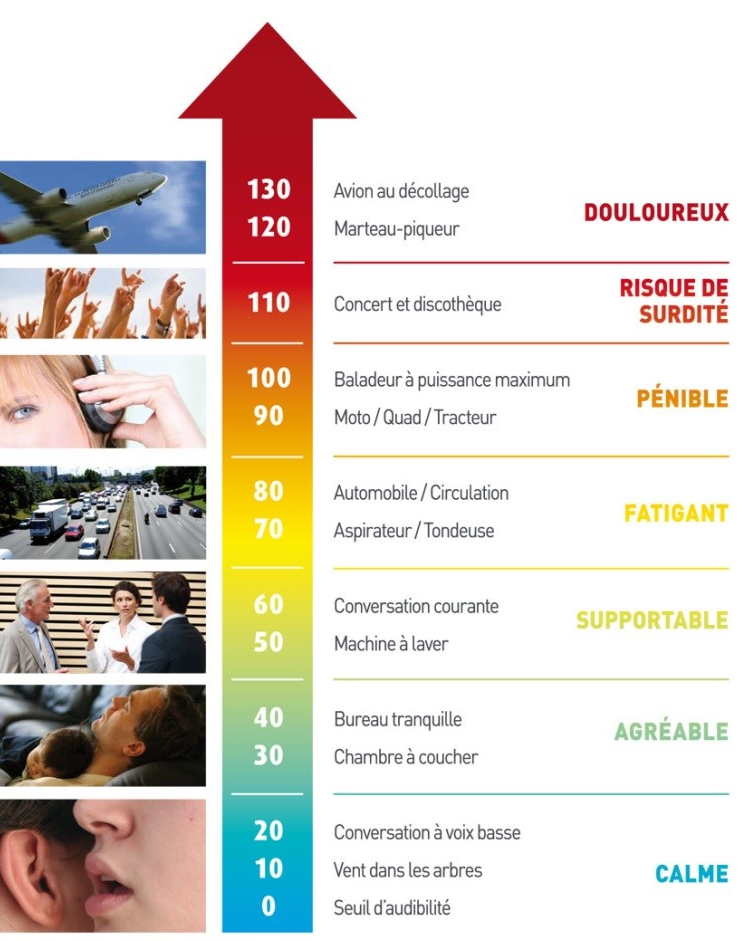 130 Avion au décollage
120 Marteau-piqueur
DOULOUREUX
110 Concert et discothèque
RISQUE DE
SURDITÉ
100 Baladeur à puissance maximum
90 Moto / Quad / Tracteur
PÉNIBLE
80 Automobile / Circulation
70 Aspirateur / Tondeuse
FATIGANT
60 Conversation courante
50 Machine à laver
SUPPORTABLE
40 Bureau tranquille
30 Chambre à coucher
AGRÉABLE
20 Conversation à voix basse
10 Vent dans les arbres
0 Seuil d'audibilité
CALME